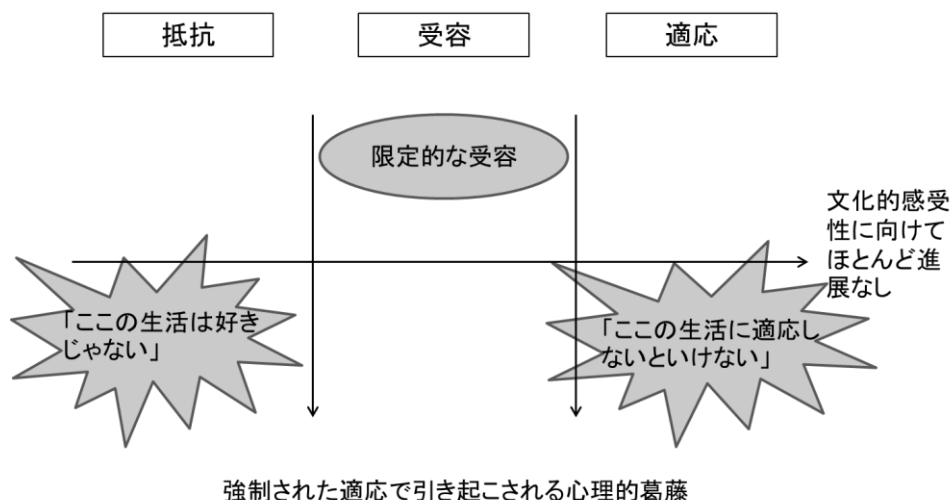 抵抗
受容
適応
限定的な受容
文化的感受
性に向けて
ほとんど進
展なし
「ここの生活は好き
じゃない」
「ここの生活に適応し
ないといけない」
強制された適応で引き起こされる心理的葛藤